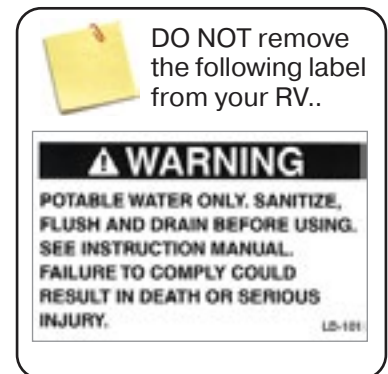 DO NOT remove
the following label
from your RV..
⚠ WARNING
POTABLE WATER ONLY. SANITIZE,
FLUSH AND DRAIN BEFORE USING.
SEE INSTRUCTION MANUAL.
FAILURE TO COMPLY COULD
RESULT IN DEATH OR SERIOUS
INJURY.
LD-101